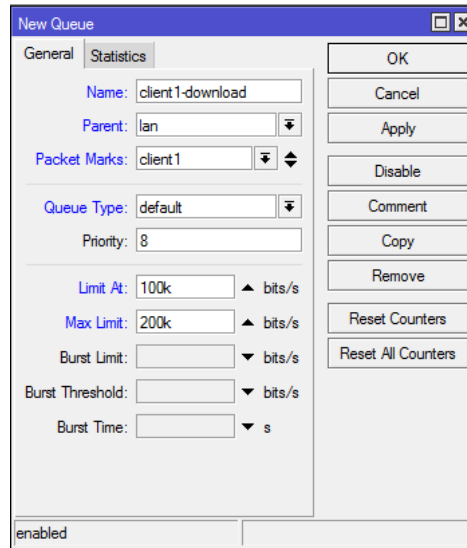 New Queue
General Statistics
Name: client1-download
Parent: lan
Packet Marks: client1
Queue Type: default
Priority: 8
Limit At: 100k bits/s
Max Limit: 200k bits/s
Burst Limit: bits/s
Burst Threshold: bits/s
Burst Time: s
OK
Cancel
Apply
Disable
Comment
Copy
Remove
Reset Counters
Reset All Counters
enabled